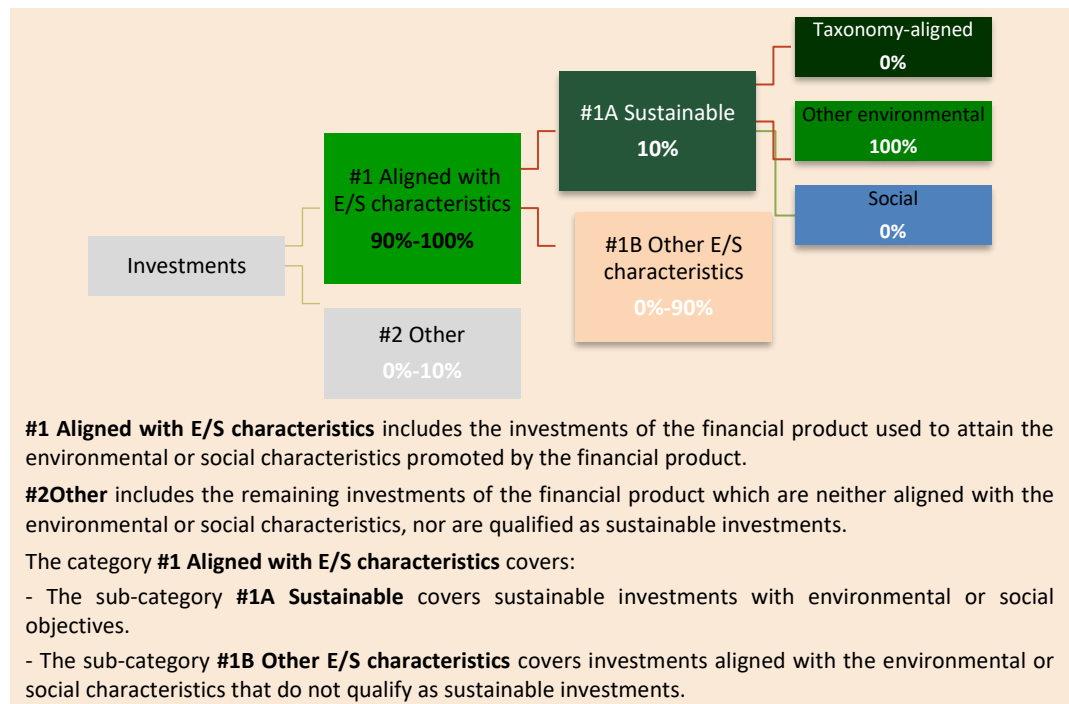 Taxonomy-aligned
0%
#1A Sustainable
10%
Other environmental
100%
#1 Aligned with
E/S characteristics
90%-100%
Social
0%
#1B Other E/S
characteristics
0%-90%
Investments
#2 Other
0%-10%
#1 Aligned with E/S characteristics includes the investments of the financial product used to attain the
environmental or social characteristics promoted by the financial product.
#2Other includes the remaining investments of the financial product which are neither aligned with the
environmental or social characteristics, nor are qualified as sustainable investments.
The category #1 Aligned with E/S characteristics covers:
- The sub-category #1A Sustainable covers sustainable investments with environmental or social
objectives.
- The sub-category #1B Other E/S characteristics covers investments aligned with the environmental or
social characteristics that do not qualify as sustainable investments.